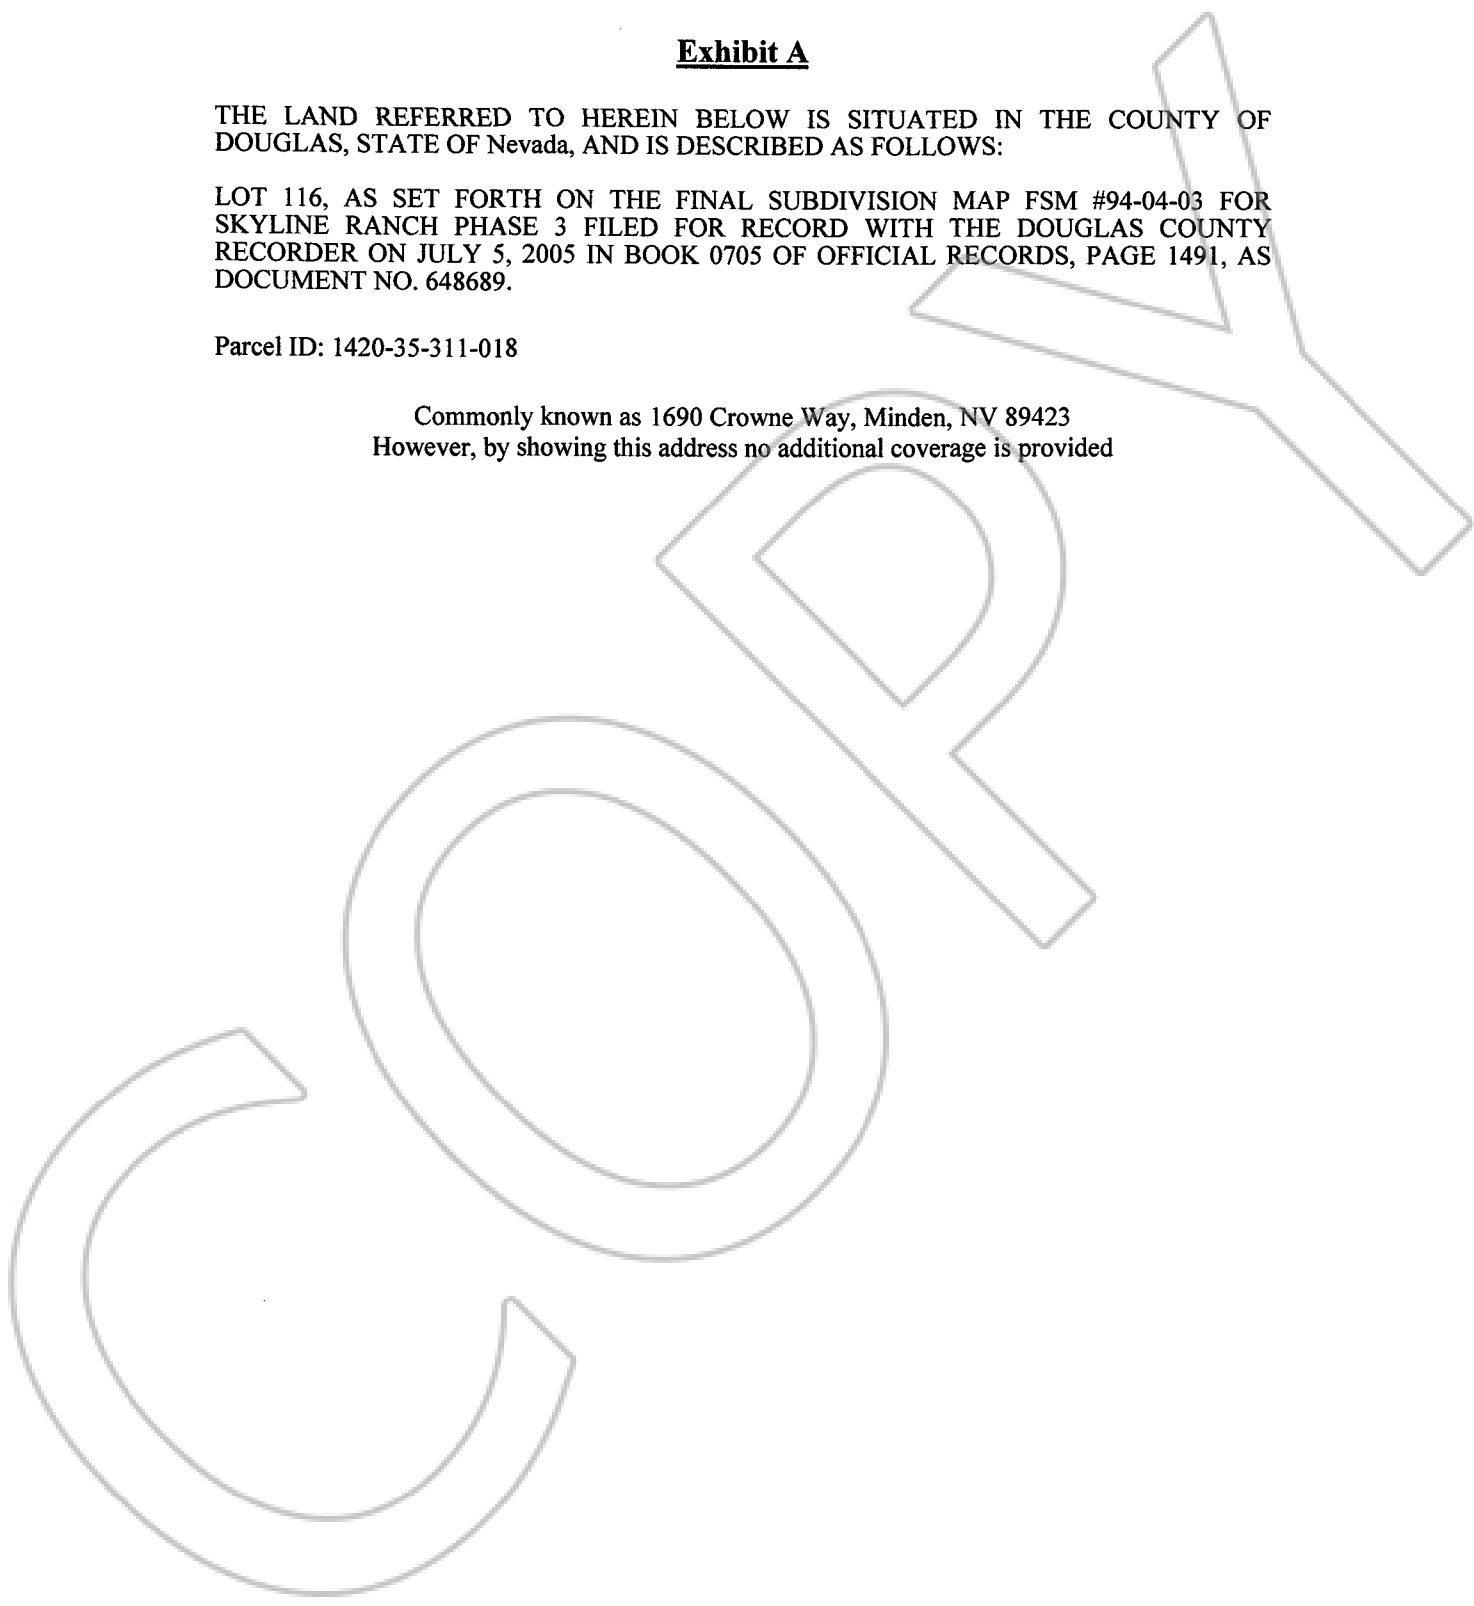 Exhibit A
THE LAND REFERRED TO HEREIN BELOW IS SITUATED IN THE COUNTY OF
DOUGLAS, STATE OF Nevada, AND IS DESCRIBED AS FOLLOWS:
LOT 116, AS SET FORTH ON THE FINAL SUBDIVISION MAP FSM #94-04-03 FOR
SKYLINE RANCH PHASE 3 FILED FOR RECORD WITH THE DOUGLAS COUNTY
RECORDER ON JULY 5, 2005 IN BOOK 0705 OF OFFICIAL RECORDS, PAGE 1491, AS
DOCUMENT NO. 648689.
Parcel ID: 1420-35-311-018
Commonly known as 1690 Crowne Way, Minden, NV 89423
However, by showing this address no additional coverage is provided
COPY